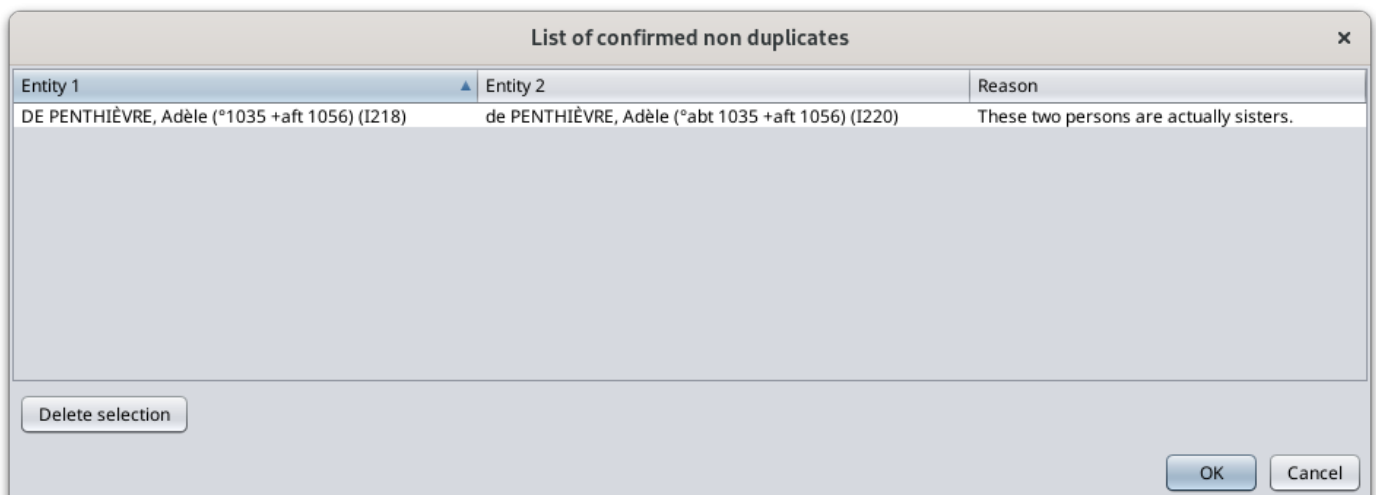 List of confirmed non duplicates ×
Entity 1 Entity 2 Reason
DE PENTHIÈVRE, Adèle (°1035 +aft 1056) (I218) de PENTHIÈVRE, Adèle (°abt 1035 +aft 1056) (I220) These two persons are actually sisters.
Delete selection
OK Cancel